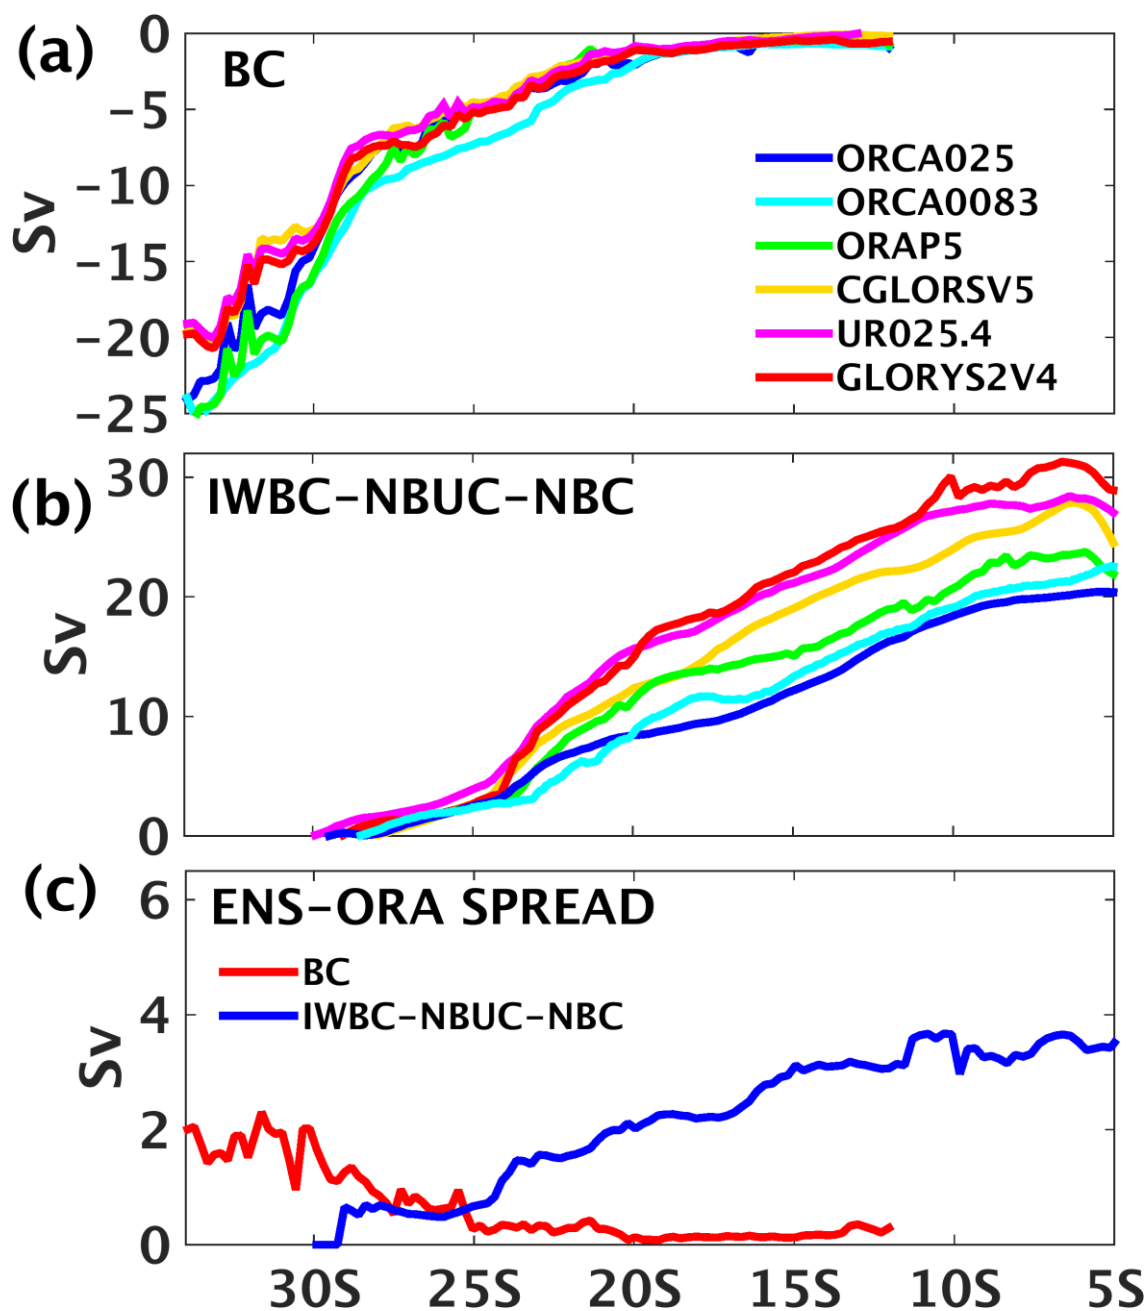 (a)
BC
Sv
0
-5
-10
-15
-20
-25
ORCA025
ORCA0083
ORAP5
CGLORSV5
UR025.4
GLORYS2V4
(b)
IWBC-NBUC-NBC
Sv
30
20
10
0
(c)
ENS-ORA SPREAD
BC
IWBC-NBUC-NBC
Sv
6
4
2
0
30S 25S 20S 15S 10S 5S